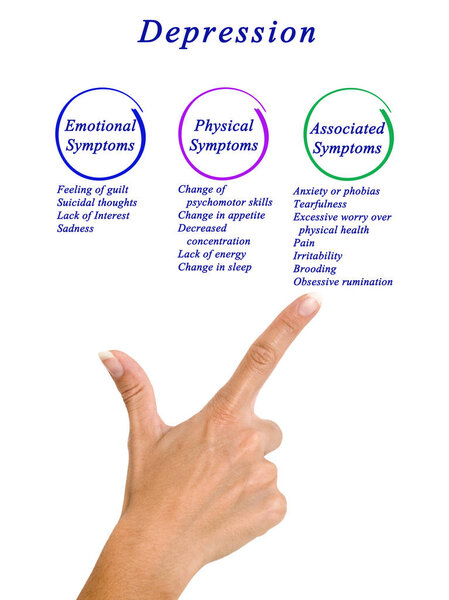 Depression
Emotional
Symptoms
Feeling of guilt
Suicidal thoughts
Lack of Interest
Sadness
Physical
Symptoms
Change of
psychomotor skills
Change in appetite
Decreased
concentration
Lack of energy
Change in sleep
Associated
Symptoms
Anxiety or phobias
Tearfulness
Excessive worry over
physical health
Pain
Irritability
Brooding
Obsessive rumination